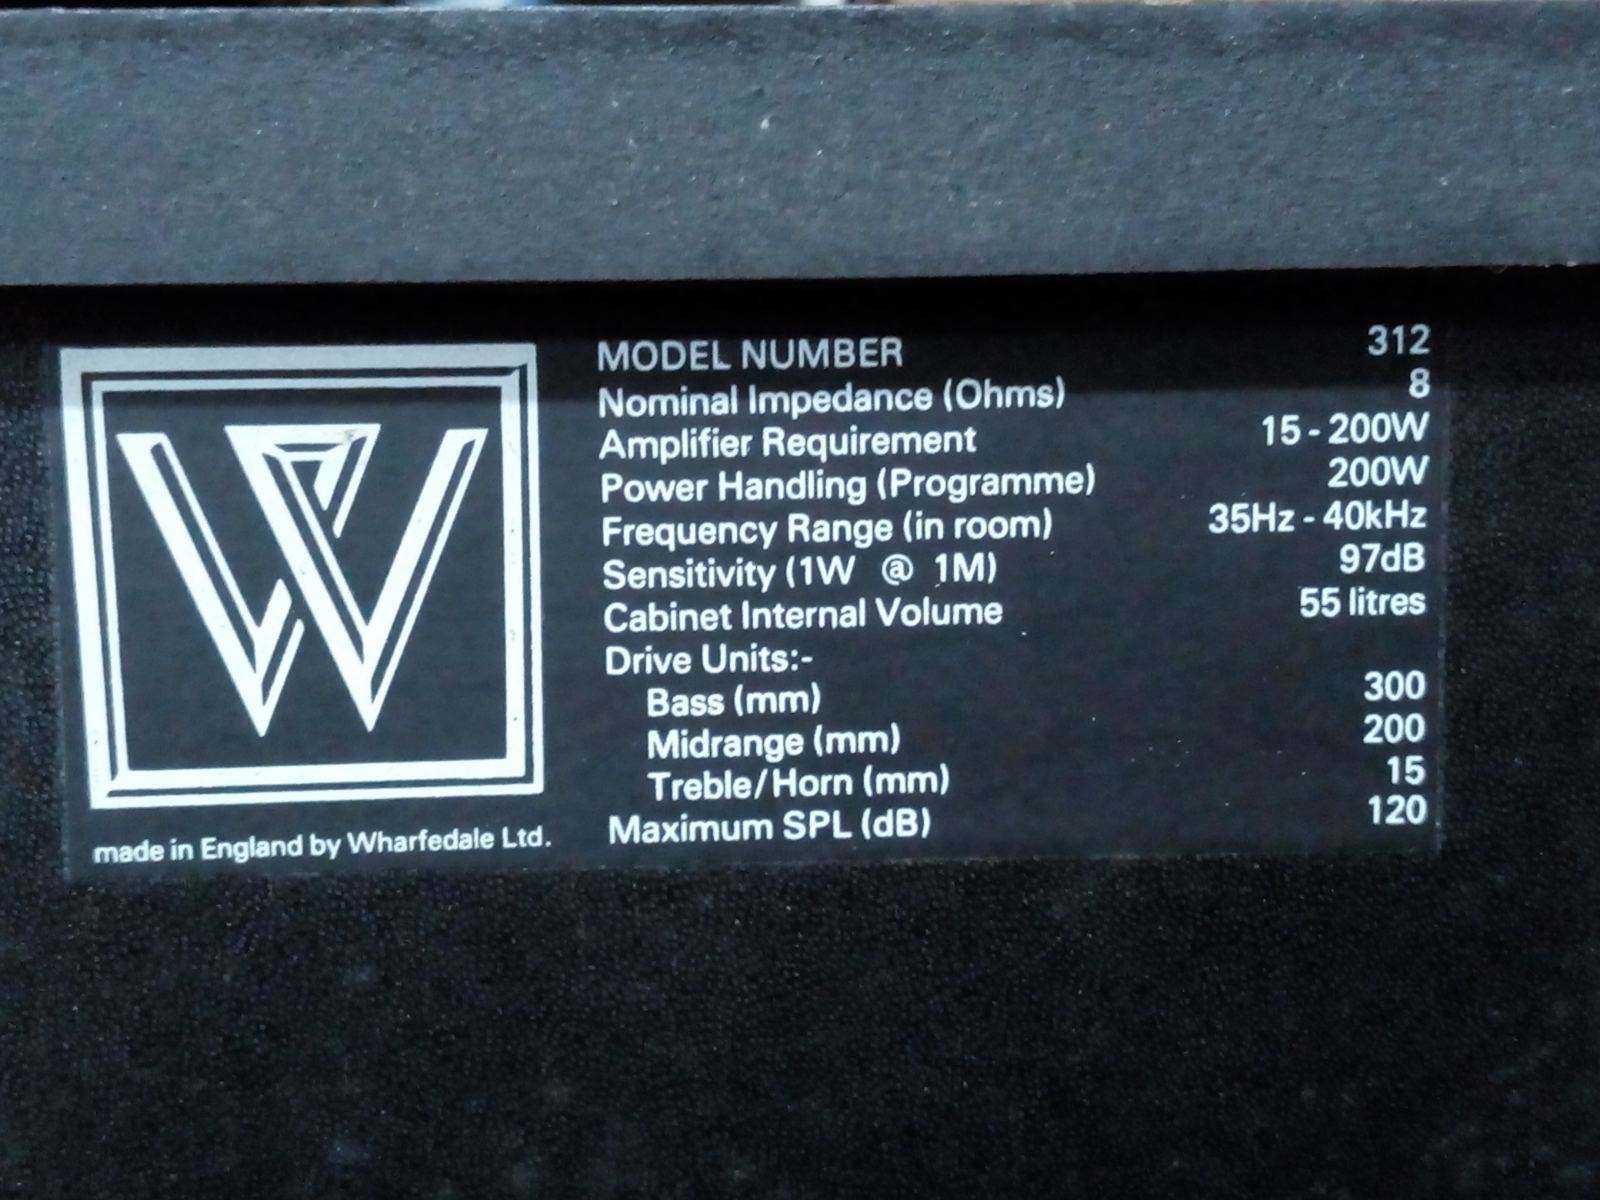 MODEL NUMBER 312
Nominal Impedance (Ohms) 8
Amplifier Requirement 15 - 200W
Power Handling (Programme) 200W
Frequency Range (in room) 35Hz - 40kHz
Sensitivity (1W @ 1M) 97dB
Cabinet Internal Volume 55 litres
Drive Units:-
Bass (mm) 300
Midrange (mm) 200
Treble/Horn (mm) 15
Maximum SPL (dB) 120
W
made in England by Wharfedale Ltd.